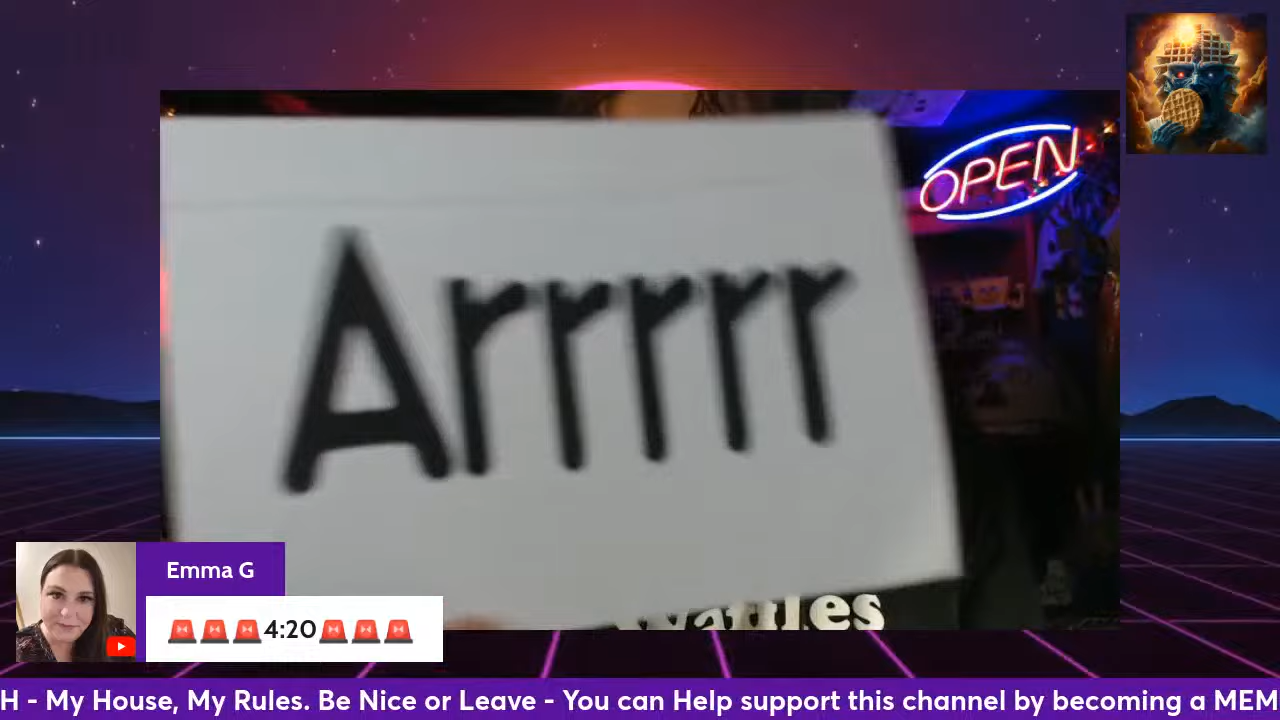 OPEN
Arrrrr
Waffles
Emma G
🚨🚨🚨4:20🚨🚨🚨
H - My House, My Rules. Be Nice or Leave - You can Help support this channel by becoming a MEM